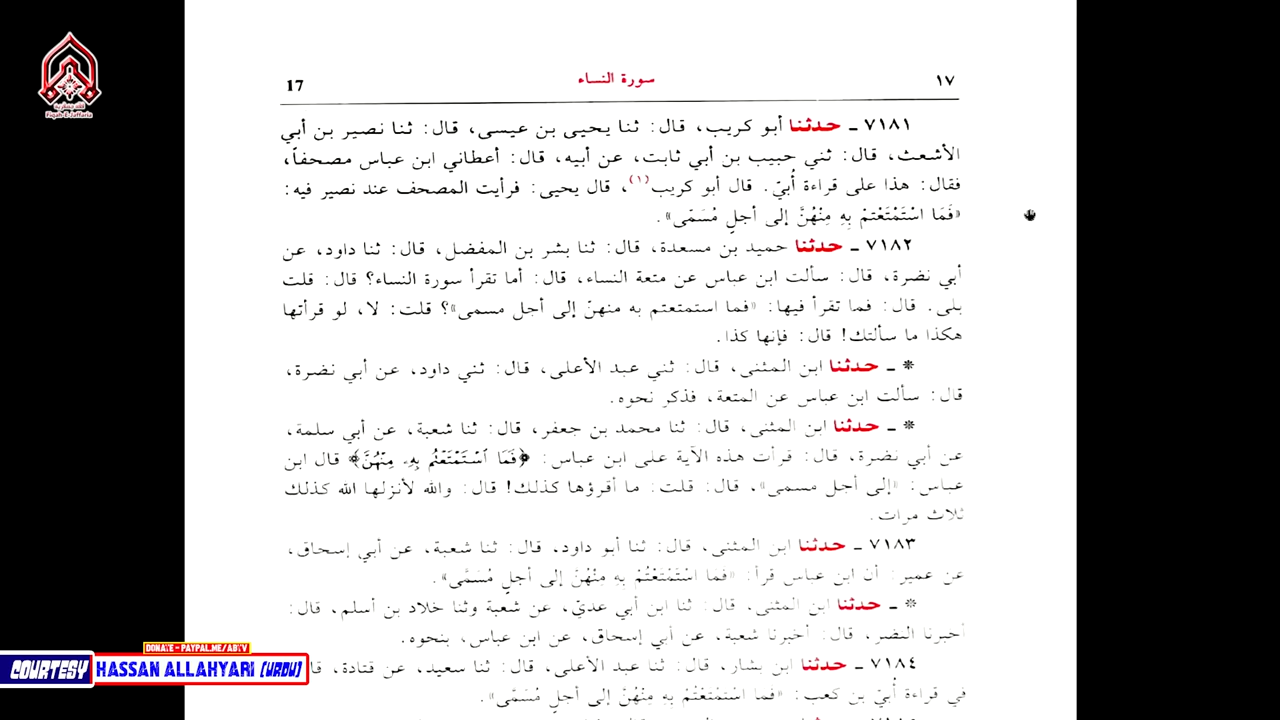 فقه جعفریه
Fiqah-E-Jaffaria
١٧ سورة النساء 17
٧١٨١ ـ حدثنا أبو كريب، قال: ثنا يحيى بن عيسى، قال: ثنا نصير بن أبي
الأشعث، قال: ثني حبيب بن أبي ثابت، عن أبيه، قال: أعطاني ابن عباس مصحفاً،
فقال: هذا على قراءة أُبيّ. قال أبو كريب(١)، قال يحيى: فرأيت المصحف عند نصير فيه:
«فَمَا اسْتَمْتَعْتمْ بِهِ مِنْهُنَّ إلى أجلٍ مُسَمّى».
٧١٨٢ ـ حدثنا حميد بن مسعدة، قال: ثنا بشر بن المفضل، قال: ثنا داود، عن
أبي نضرة، قال: سألت ابن عباس عن متعة النساء، قال: أما تقرأ سورة النساء؟ قال: قلت
بلى. قال: فما تقرأ فيها: «فما استمتعتم به منهنّ إلى أجل مسمى»؟ قلت: لا، لو قرأتها
هكذا ما سألتك! قال: فإنها كذا.
* ـ حدثنا ابن المثنى، قال: ثني عبد الأعلى، قال: ثني داود، عن أبي نضرة،
قال: سألت ابن عباس عن المتعة، فذكر نحوه.
* ـ حدثنا ابن المثنى، قال: ثنا محمد بن جعفر، قال: ثنا شعبة، عن أبي سلمة،
عن أبي نضرة، قال: قرأت هذه الآية على ابن عباس: ﴿فَمَا ٱسْتَمْتَعْتُم بِهِۦ مِنْهُنَّ﴾ قال ابن
عباس: «إلى أجل مسمى»، قال: قلت: ما أقرؤها كذلك! قال: والله لأنزلها الله كذلك
ثلاث مرات.
٧١٨٣ ـ حدثنا ابن المثنى، قال: ثنا أبو داود، قال: ثنا شعبة، عن أبي إسحاق،
عن عمير: أن ابن عباس قرأ: «فَمَا اسْتَمْتَعْتُمْ بِهِ مِنْهُنَّ إلى أجلٍ مُسَمَّى».
* ـ حدثنا ابن المثنى، قال: ثنا ابن أبي عديّ، عن شعبة وثنا خلاد بن أسلم، قال:
أخبرنا النضر، قال: أخبرنا شعبة، عن أبي إسحاق، عن ابن عباس، بنحوه.
٧١٨٤ ـ حدثنا ابن بشار، قال: ثنا عبد الأعلى، قال: ثنا سعيد، عن قتادة،
في قراءة أُبيّ بن كعب: «فما اسْتَمْتَعْتُمْ بِهِ مِنْهُنَّ إلى أجلٍ مُسَمّى».
DONATE - PAYPAL.ME/ABTV
COURTESY HASSAN ALLAHYARI (URDU)